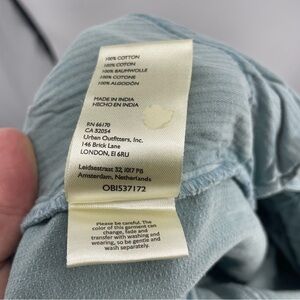 100% COTTON
100% COTON
100% BAUMWOLLE
100% COTONE
100% ALGODÓN
MADE IN INDIA
HECHO EN INDIA
RN 66170
CA 32054
Urban Outfitters, Inc.
146 Brick Lane
LONDON, E1 6RU
Leidsestraat 32, 1017 PB
Amsterdam, Netherlands
OB1537172
Please be careful. The
color of this garment can
change, fade and
transfer with washing and
wearing, so be gentle and
wash separately.